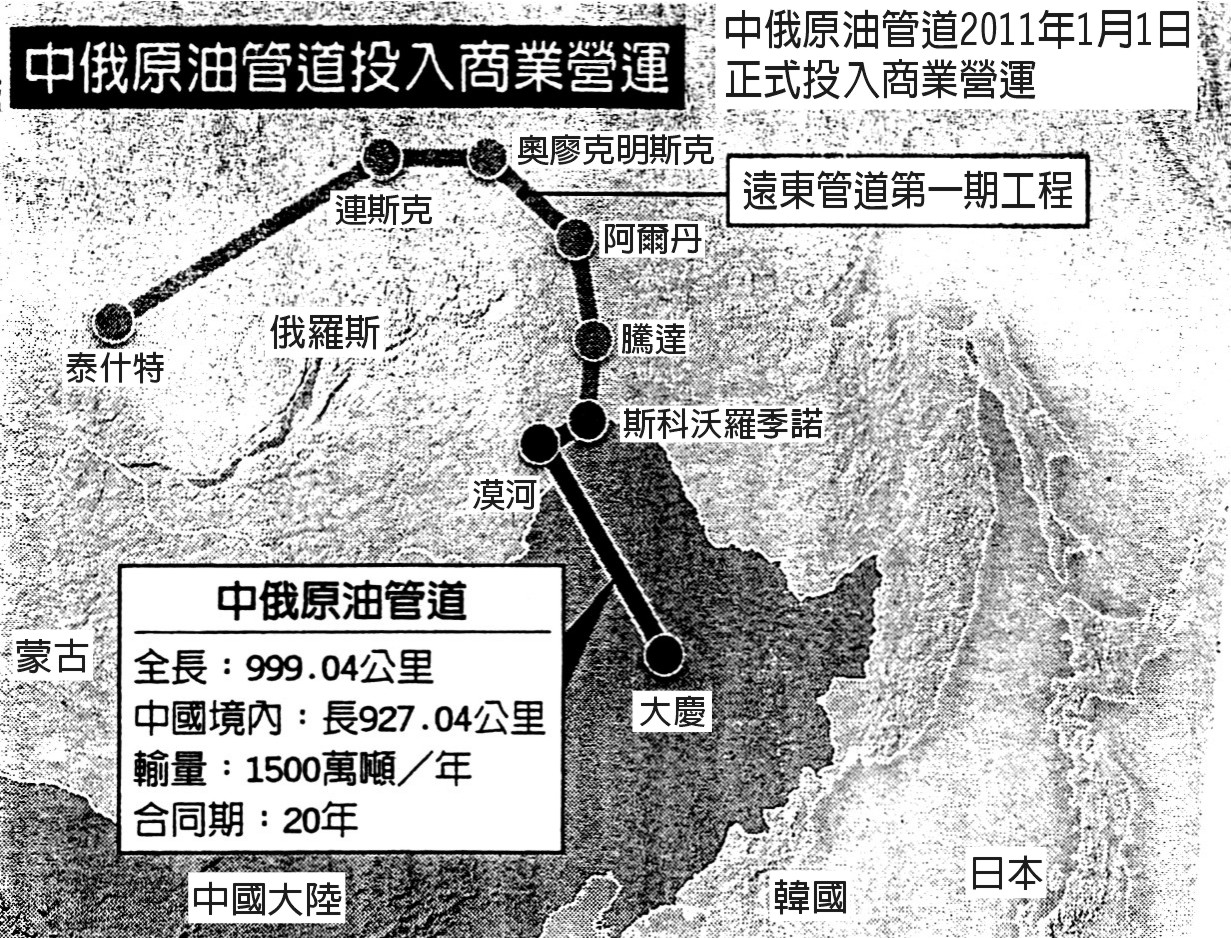 中俄原油管道投入商業營運
中俄原油管道2011年1月1日
正式投入商業營運
奧廖克明斯克
連斯克
遠東管道第一期工程
阿爾丹
俄羅斯
騰達
泰什特
斯科沃羅季諾
漠河
中俄原油管道
全長：999.04公里
中國境內：長927.04公里
輸量：1500萬噸／年
合同期：20年
蒙古
大慶
中國大陸
韓國
日本